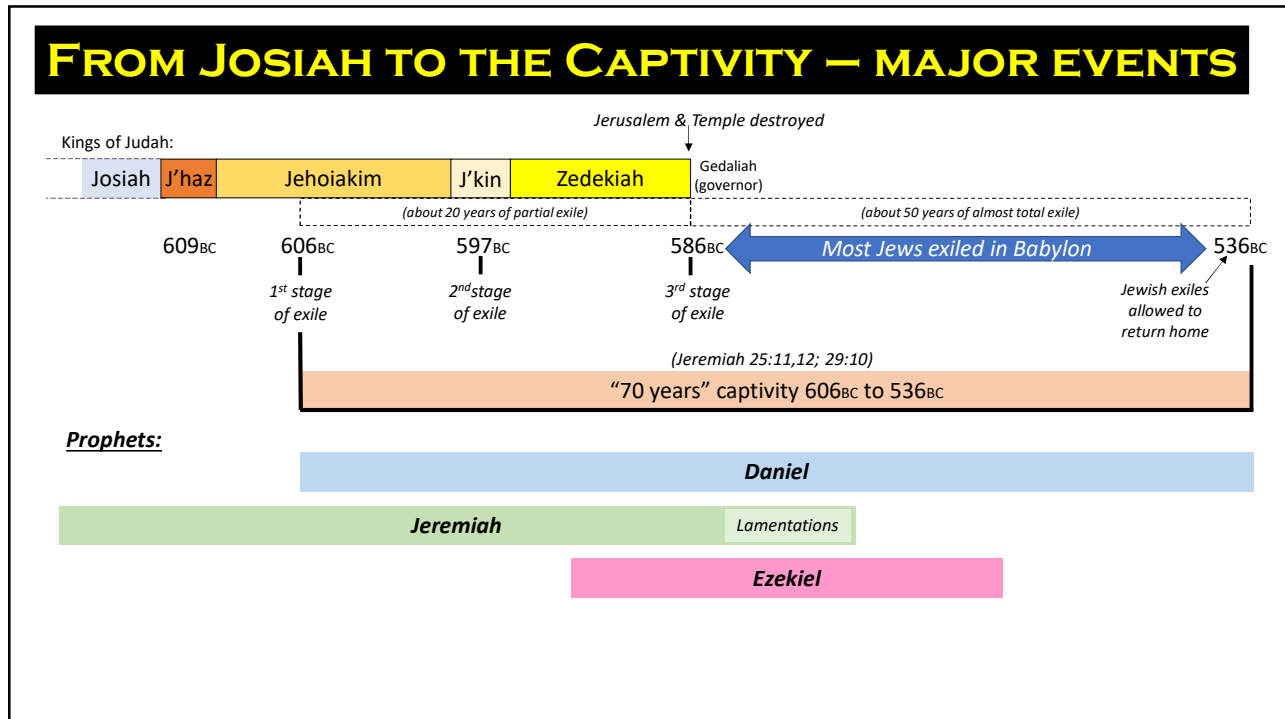 FROM JOSIAH TO THE CAPTIVITY – MAJOR EVENTS
Jerusalem & Temple destroyed
Kings of Judah:
Josiah J'haz Jehoiakim J'kin Zedekiah
Gedaliah
(governor)
(about 20 years of partial exile) (about 50 years of almost total exile)
609BC 606BC 597BC 586BC Most Jews exiled in Babylon 536BC
1st stage
of exile
2nd stage
of exile
3rd stage
of exile
Jewish exiles
allowed to
return home
(Jeremiah 25:11,12; 29:10)
"70 years" captivity 606BC to 536BC
Prophets:
Daniel
Jeremiah Lamentations
Ezekiel